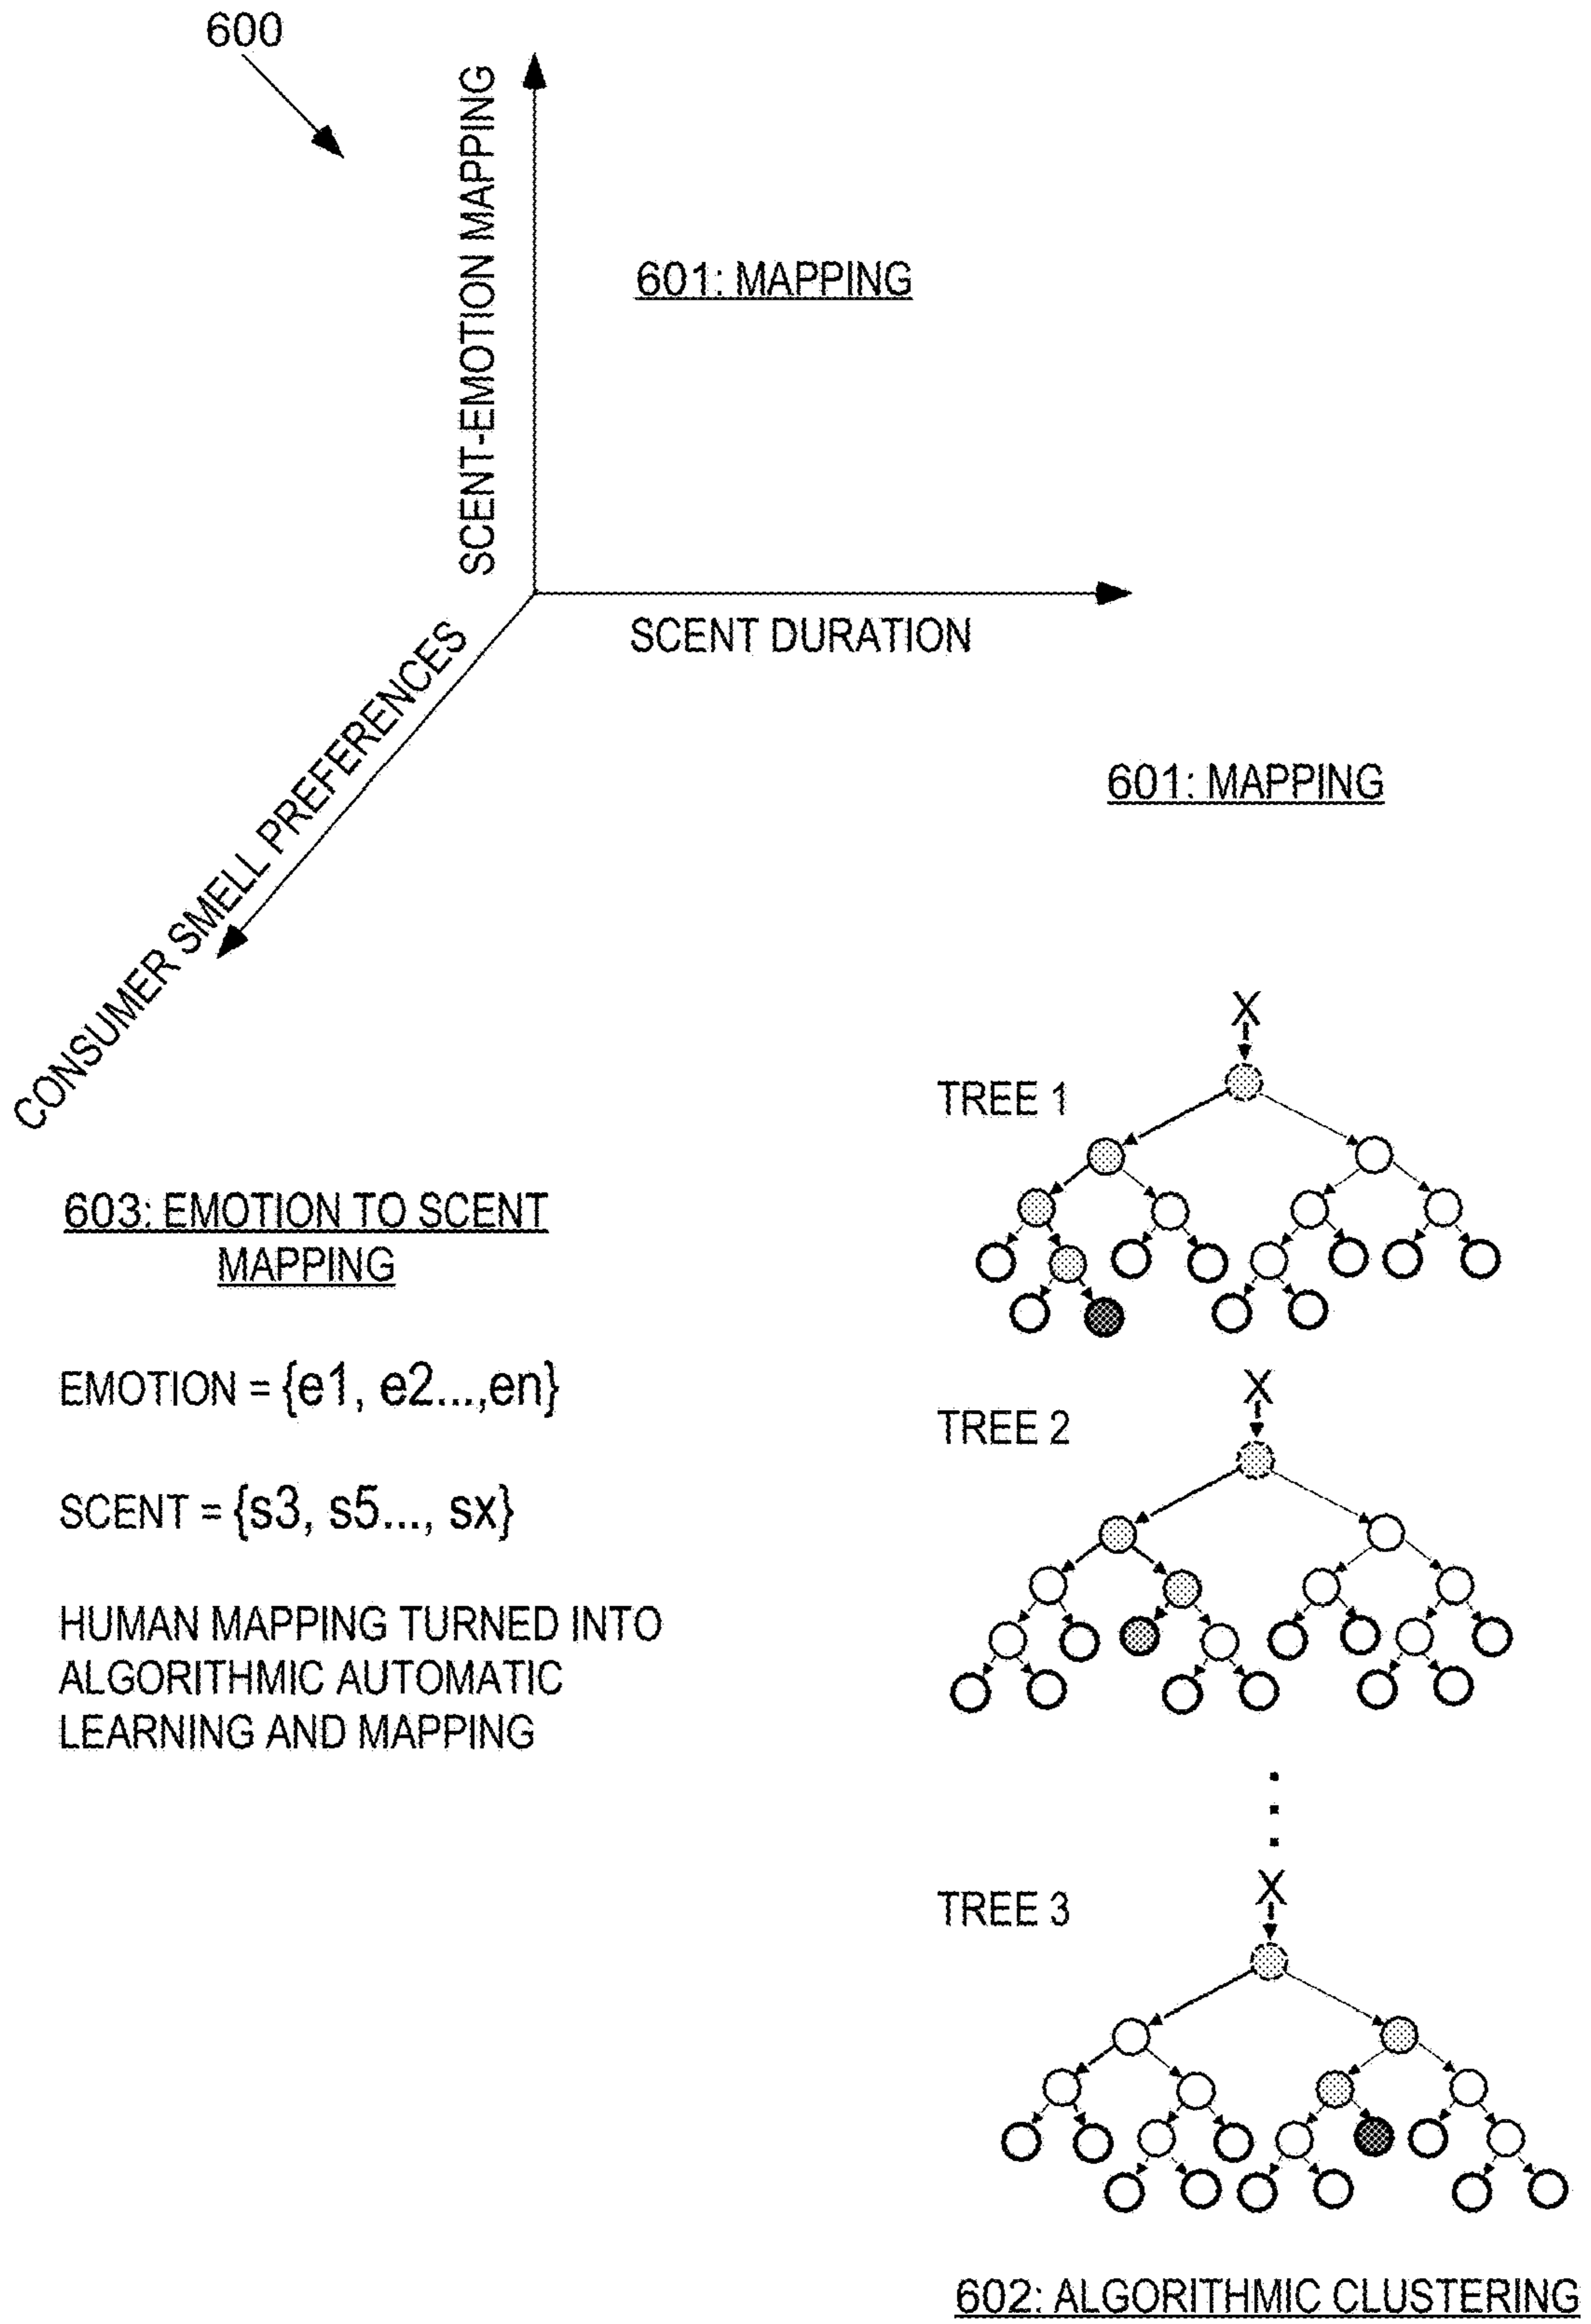 600
SCENT-EMOTION MAPPING
601: MAPPING
SCENT DURATION
CONSUMER SMELL PREFERENCES
601: MAPPING
603: EMOTION TO SCENT
MAPPING
EMOTION = {e1, e2...,en}
SCENT = {s3, s5..., sx}
HUMAN MAPPING TURNED INTO
ALGORITHMIC AUTOMATIC
LEARNING AND MAPPING
X
TREE 1
X
TREE 2
X
TREE 3
602: ALGORITHMIC CLUSTERING